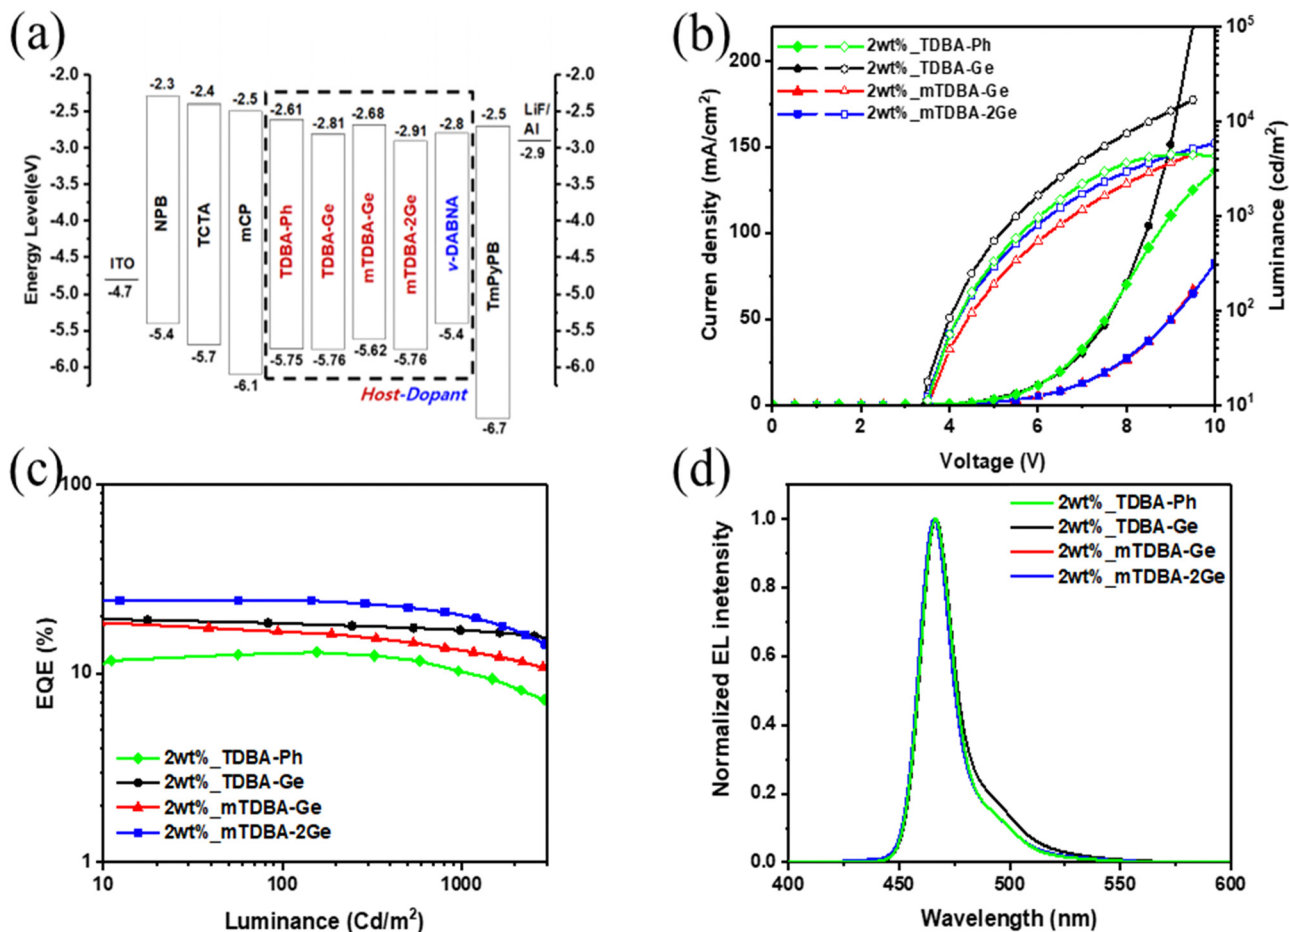 (a)
-2.0
-2.5
-3.0
-3.5
-4.0
-4.5
-5.0
-5.5
-6.0
Energy Level(eV)
ITO
-4.7
-2.3
NPB
-5.4
-2.4
TCTA
-5.7
-2.5
mCP
-6.1
-2.61
TDBA-Ph
-5.75
-2.81
TDBA-Ge
-5.76
-2.68
mTDBA-Ge
-5.62
-2.91
mTDBA-2Ge
-5.76
-2.8
v-DABNA
-5.4
-2.5
TmPyPB
-6.7
LiF/
Al
-2.9
Host-Dopant
-2.0
-2.5
-3.0
-3.5
-4.0
-4.5
-5.0
-5.5
-6.0
(b)
2wt%_TDBA-Ph
2wt%_TDBA-Ge
2wt%_mTDBA-Ge
2wt%_mTDBA-2Ge
Curren density (mA/cm²)
200
150
100
50
0
0 2 4 6 8 10
Voltage (V)
10⁵
10⁴
10³
10²
10¹
Luminance (cd/m²)
(c)
EQE (%)
100
10
1
2wt%_TDBA-Ph
2wt%_TDBA-Ge
2wt%_mTDBA-Ge
2wt%_mTDBA-2Ge
10 100 1000
Luminance (Cd/m²)
(d)
Normalized EL inetensity
1.0
0.8
0.6
0.4
0.2
0.0
2wt%_TDBA-Ph
2wt%_TDBA-Ge
2wt%_mTDBA-Ge
2wt%_mTDBA-2Ge
400 450 500 550 600
Wavelength (nm)